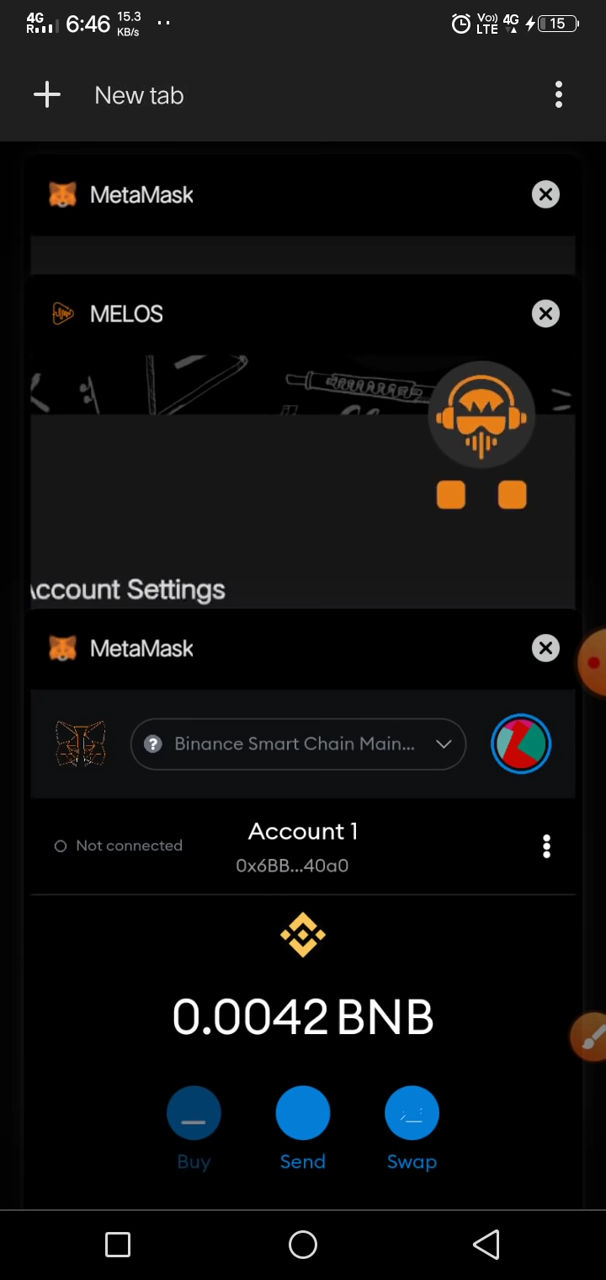 4G
R
6:46
15.3
KB/s
Vo)
LTE
4G
15
New tab
MetaMask
MELOS
Account Settings
MetaMask
? Binance Smart Chain Main...
Not connected
Account 1
0x6BB...40a0
0.0042 BNB
Buy
Send
Swap